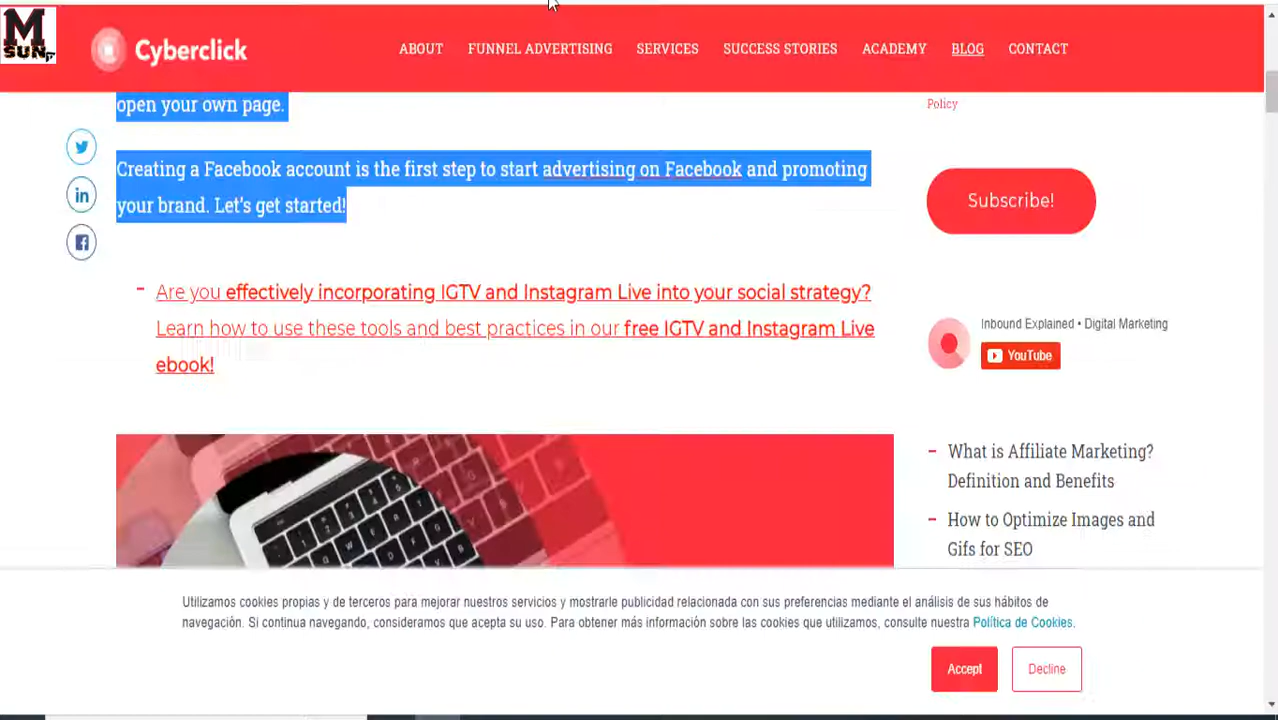 M
SUN
Cyberclick
ABOUT FUNNEL ADVERTISING SERVICES SUCCESS STORIES ACADEMY BLOG CONTACT
open your own page.
Creating a Facebook account is the first step to start advertising on Facebook and promoting
your brand. Let's get started!
Are you effectively incorporating IGTV and Instagram Live into your social strategy?
Learn how to use these tools and best practices in our free IGTV and Instagram Live
ebook!
Policy
Subscribe!
Inbound Explained • Digital Marketing
YouTube
What is Affiliate Marketing?
Definition and Benefits
How to Optimize Images and
Gifs for SEO
Utilizamos cookies propias y de terceros para mejorar nuestros servicios y mostrarle publicidad relacionada con sus preferencias mediante el análisis de sus hábitos de
navegación. Si continua navegando, consideramos que acepta su uso. Para obtener más información sobre las cookies que utilizamos, consulte nuestra Política de Cookies.
Accept Decline